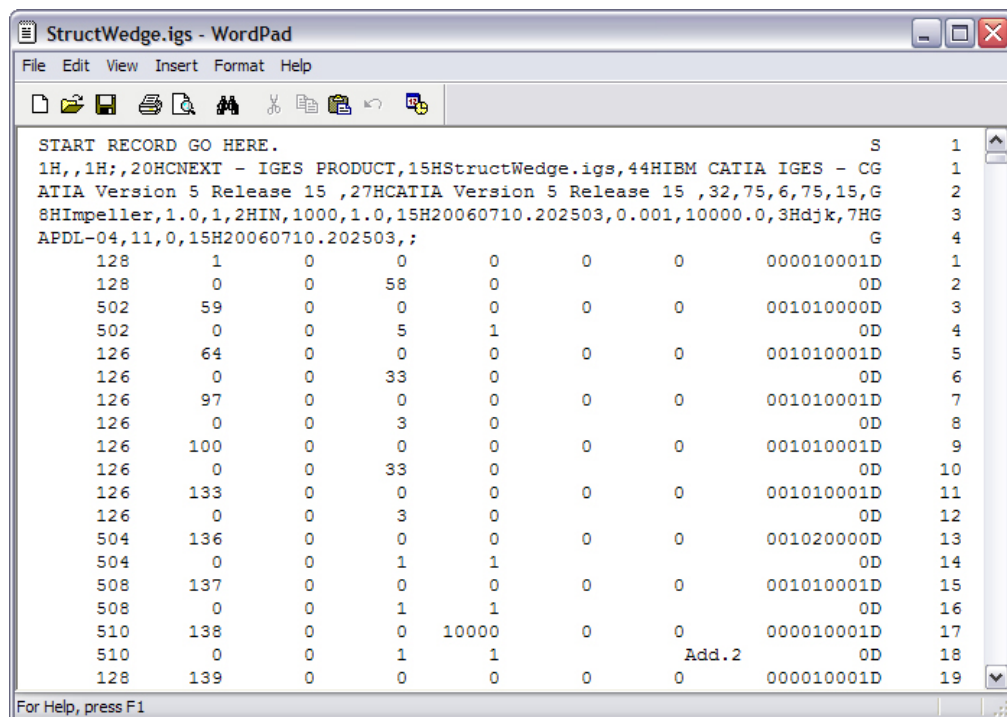 StructWedge.igs - WordPad
File Edit View Insert Format Help
START RECORD GO HERE. S 1
1H,,1H;,20HCNEXT - IGES PRODUCT,15HStructWedge.igs,44HIBM CATIA IGES - CG 1
ATIA Version 5 Release 15 ,27HCATIA Version 5 Release 15 ,32,75,6,75,15,G 2
8HImpeller,1.0,1,2HIN,1000,1.0,15H20060710.202503,0.001,10000.0,3Hdjk,7HG 3
APDL-04,11,0,15H20060710.202503,; G 4
128 1 0 0 0 0 0 000010001D 1
128 0 0 58 0 0D 2
502 59 0 0 0 0 0 001010000D 3
502 0 0 5 1 0D 4
126 64 0 0 0 0 0 001010001D 5
126 0 0 33 0 0D 6
126 97 0 0 0 0 0 001010001D 7
126 0 0 3 0 0D 8
126 100 0 0 0 0 0 001010001D 9
126 0 0 33 0 0D 10
126 133 0 0 0 0 0 001010001D 11
126 0 0 3 0 0D 12
504 136 0 0 0 0 0 001020000D 13
504 0 0 1 1 0D 14
508 137 0 0 0 0 0 001010001D 15
508 0 0 1 1 0D 16
510 138 0 0 10000 0 0 000010001D 17
510 0 0 1 1 Add.2 0D 18
128 139 0 0 0 0 0 000010001D 19
For Help, press F1